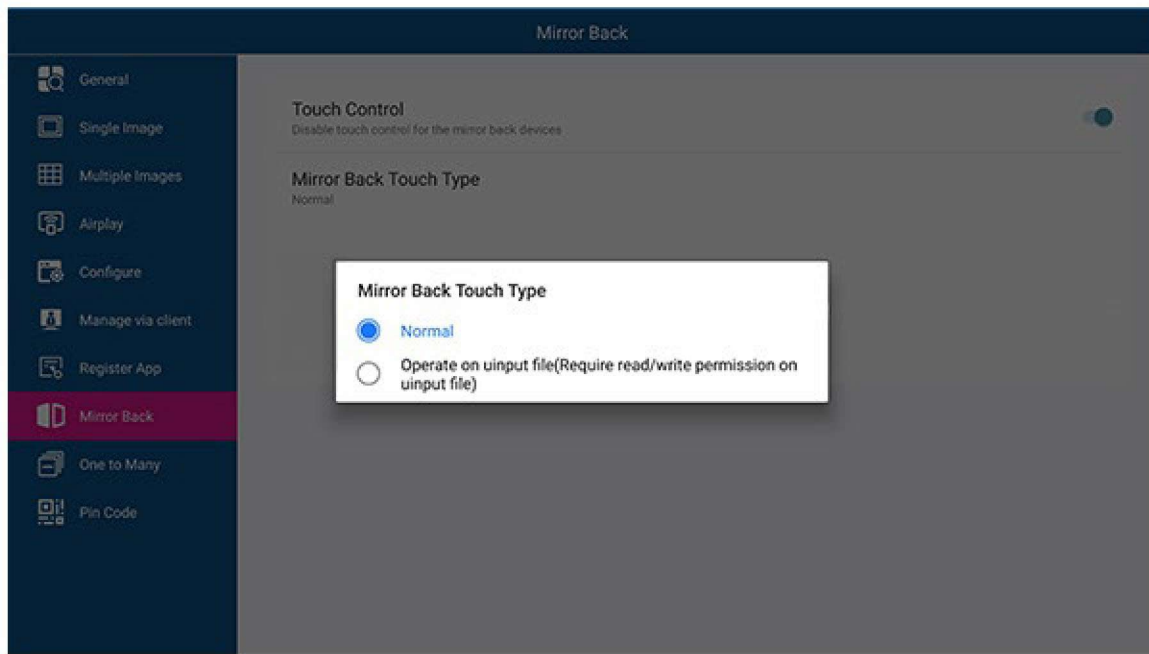 Mirror Back
General
Single Image
Multiple Images
Airplay
Configure
Manage via client
Register App
Mirror Back
One to Many
Pin Code
Touch Control
Disable touch control for the mirror back devices
Mirror Back Touch Type
Normal
Mirror Back Touch Type
Normal
Operate on uinput file(Require read/write permission on
uinput file)